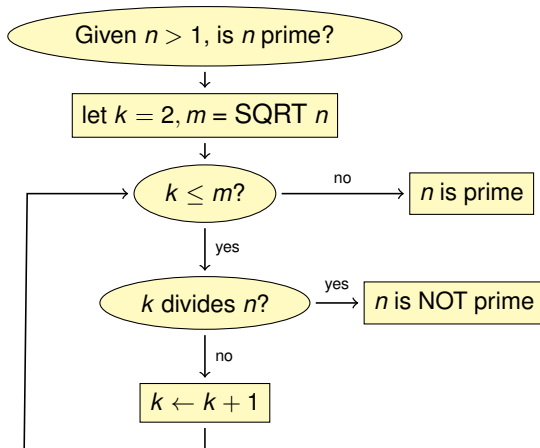 Given n > 1, is n prime?
let k = 2, m = SQRT n
k ≤ m?
no
n is prime
yes
k divides n?
yes
n is NOT prime
no
k ← k + 1